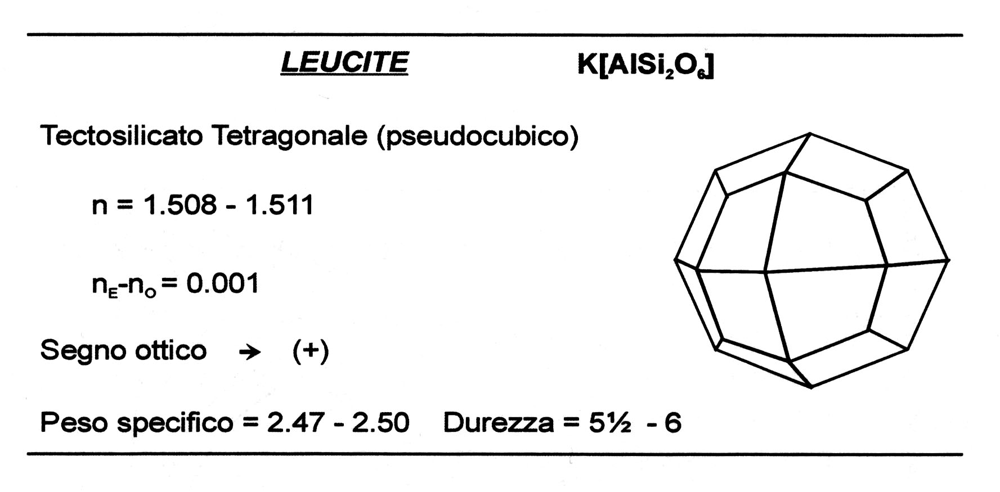 LEUCITE K[AlSi₂O₆]
Tectosilicato Tetragonale (pseudocubico)
n = 1.508 - 1.511
nE-nO = 0.001
Segno ottico → (+)
Peso specifico = 2.47 - 2.50 Durezza = 5½ - 6